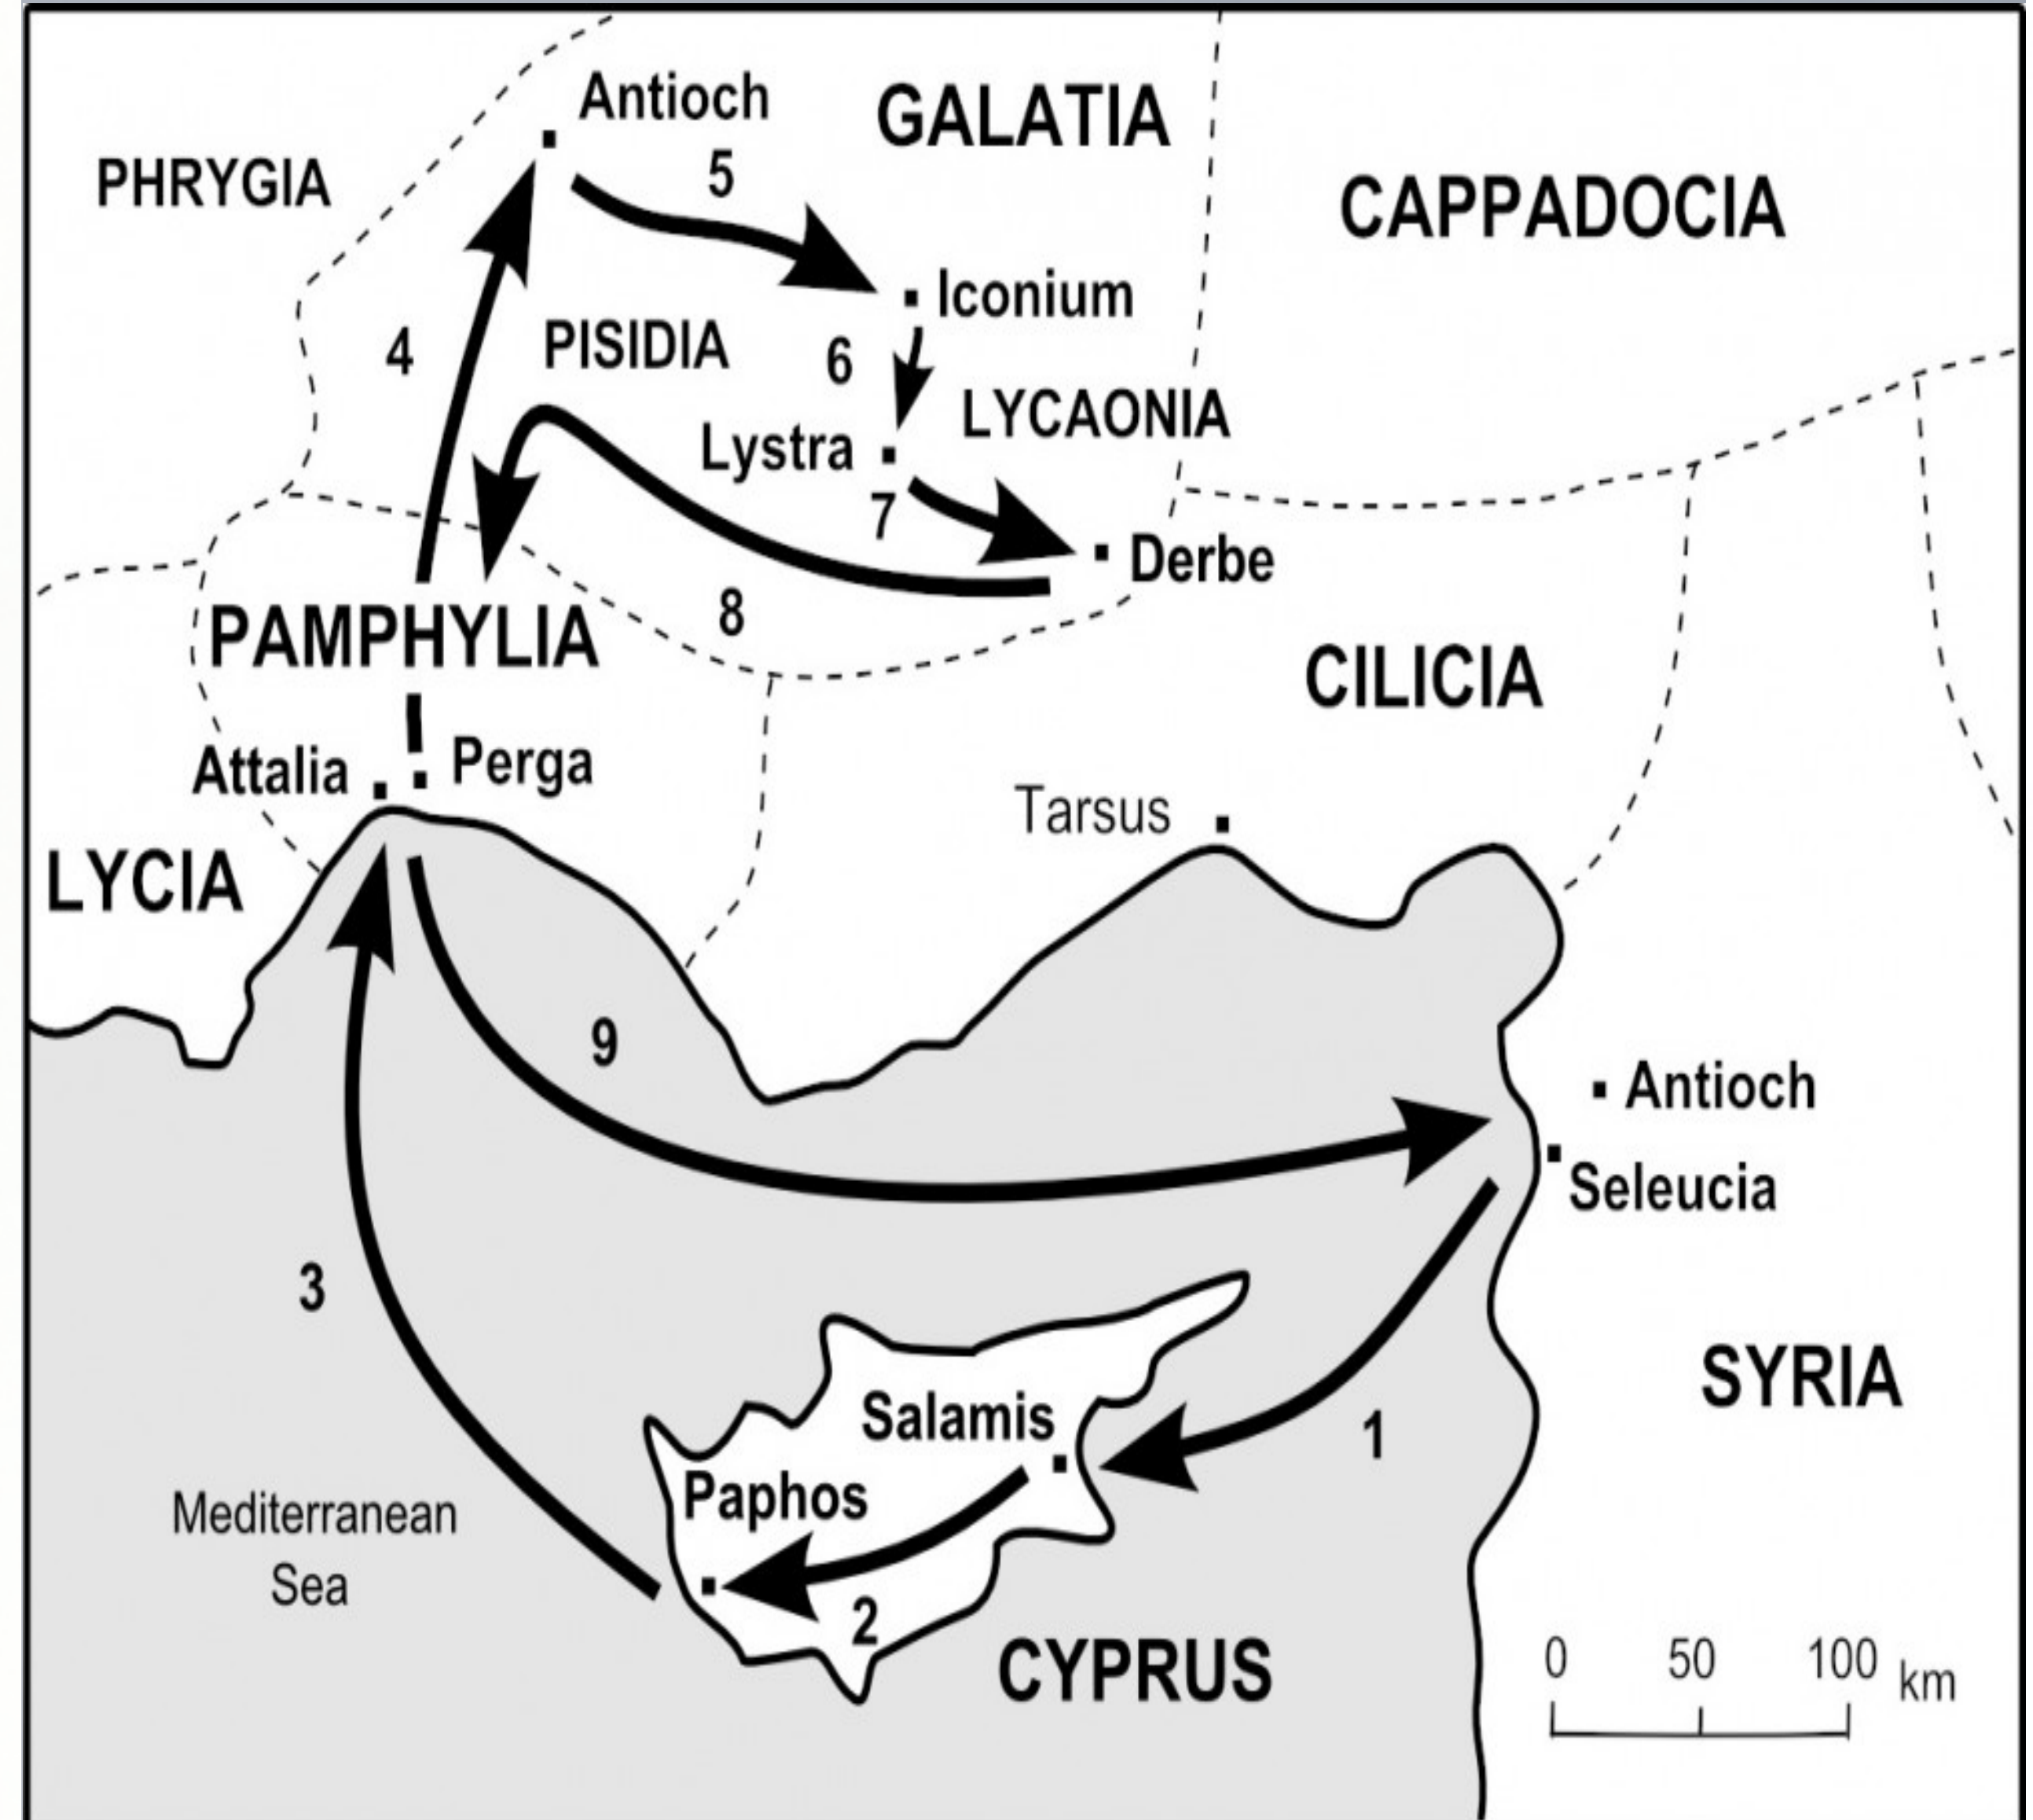 Antioch
GALATIA
5
PHRYGIA
CAPPADOCIA
Iconium
4
PISIDIA
6
LYCAONIA
Lystra
7
Derbe
8
PAMPHYLIA
CILICIA
Attalia
Perga
Tarsus
LYCIA
9
Antioch
Seleucia
3
SYRIA
Salamis
1
Paphos
Mediterranean
Sea
2
CYPRUS
0 50 100 km